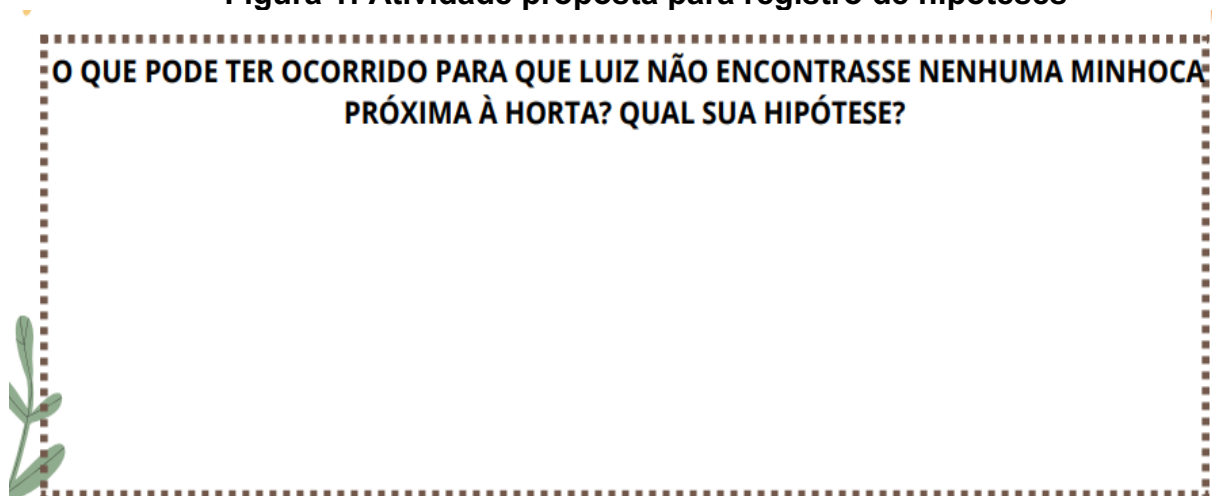 Figura 1: Atividade proposta para registro de hipóteses
O QUE PODE TER OCORRIDO PARA QUE LUIZ NÃO ENCONTRASSE NENHUMA MINHOCA
PRÓXIMA À HORTA? QUAL SUA HIPÓTESE?